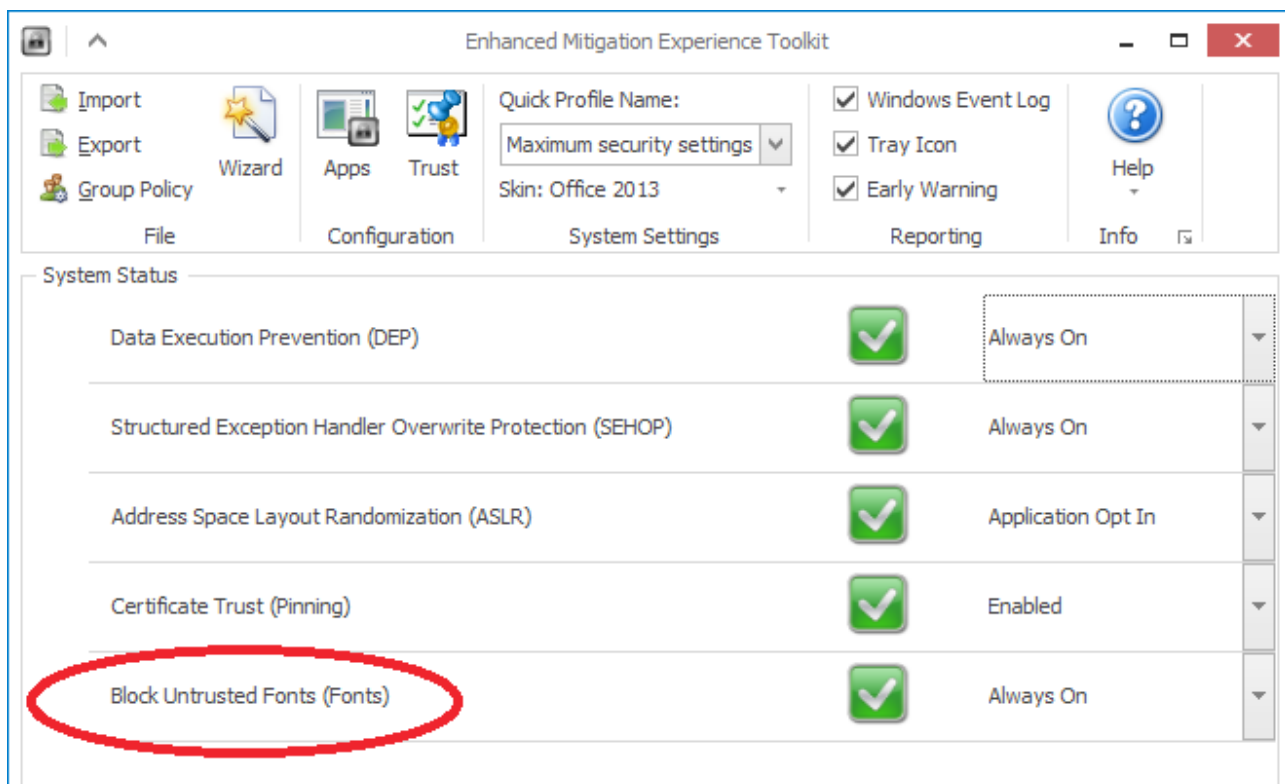 Enhanced Mitigation Experience Toolkit
Import
Export
Group Policy
Wizard
File
Apps
Trust
Configuration
Quick Profile Name:
Maximum security settings
Skin: Office 2013
System Settings
Windows Event Log
Tray Icon
Early Warning
Reporting
Help
Info
System Status
Data Execution Prevention (DEP) Always On
Structured Exception Handler Overwrite Protection (SEHOP) Always On
Address Space Layout Randomization (ASLR) Application Opt In
Certificate Trust (Pinning) Enabled
Block Untrusted Fonts (Fonts) Always On